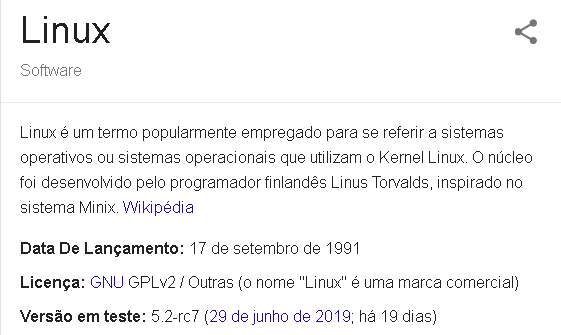 Linux
Software
Linux é um termo popularmente empregado para se referir a sistemas
operativos ou sistemas operacionais que utilizam o Kernel Linux. O núcleo
foi desenvolvido pelo programador finlandês Linus Torvalds, inspirado no
sistema Minix. Wikipédia
Data De Lançamento: 17 de setembro de 1991
Licença: GNU GPLv2 / Outras (o nome "Linux" é uma marca comercial)
Versão em teste: 5.2-rc7 (29 de junho de 2019; há 19 dias)